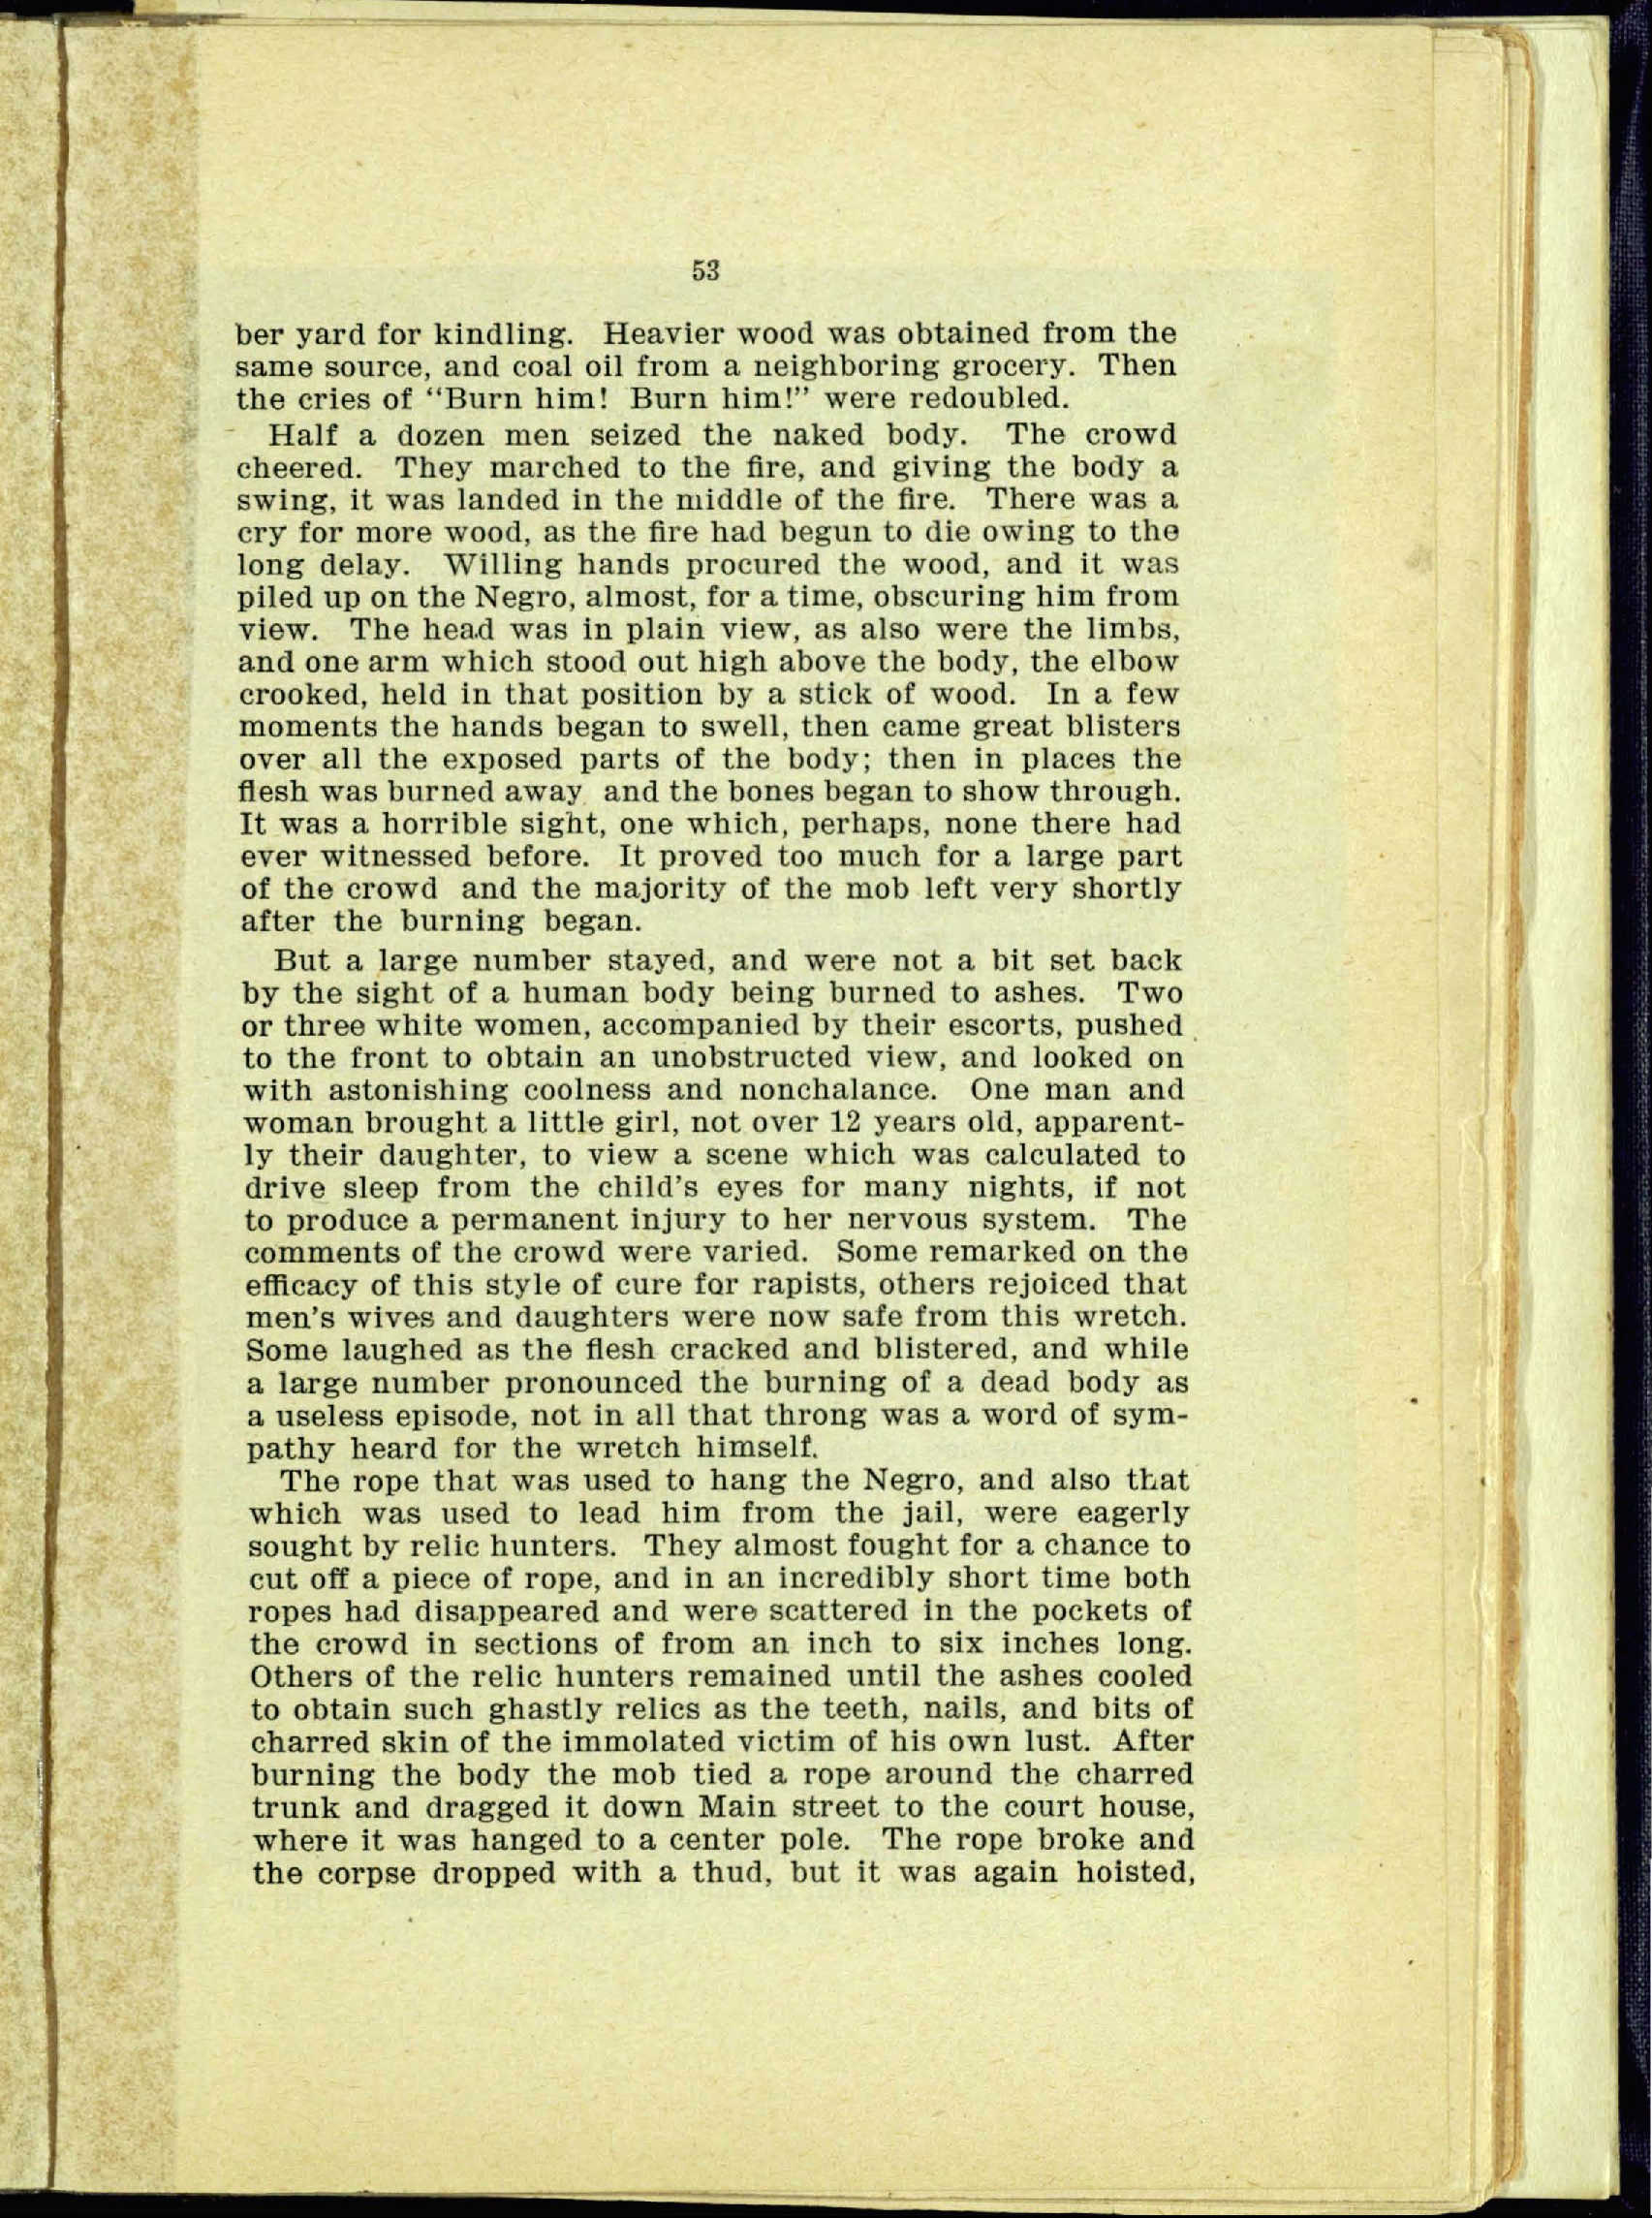 53
ber yard for kindling. Heavier wood was obtained from the
same source, and coal oil from a neighboring grocery. Then
the cries of "Burn him! Burn him!" were redoubled.
Half a dozen men seized the naked body. The crowd
cheered. They marched to the fire, and giving the body a
swing, it was landed in the middle of the fire. There was a
cry for more wood, as the fire had begun to die owing to the
long delay. Willing hands procured the wood, and it was
piled up on the Negro, almost, for a time, obscuring him from
view. The head was in plain view, as also were the limbs,
and one arm which stood out high above the body, the elbow
crooked, held in that position by a stick of wood. In a few
moments the hands began to swell, then came great blisters
over all the exposed parts of the body; then in places the
flesh was burned away and the bones began to show through.
It was a horrible sight, one which, perhaps, none there had
ever witnessed before. It proved too much for a large part
of the crowd and the majority of the mob left very shortly
after the burning began.
But a large number stayed, and were not a bit set back
by the sight of a human body being burned to ashes. Two
or three white women, accompanied by their escorts, pushed
to the front to obtain an unobstructed view, and looked on
with astonishing coolness and nonchalance. One man and
woman brought a little girl, not over 12 years old, apparent-
ly their daughter, to view a scene which was calculated to
drive sleep from the child's eyes for many nights, if not
to produce a permanent injury to her nervous system. The
comments of the crowd were varied. Some remarked on the
efficacy of this style of cure for rapists, others rejoiced that
men's wives and daughters were now safe from this wretch.
Some laughed as the flesh cracked and blistered, and while
a large number pronounced the burning of a dead body as
a useless episode, not in all that throng was a word of sym-
pathy heard for the wretch himself.
The rope that was used to hang the Negro, and also that
which was used to lead him from the jail, were eagerly
sought by relic hunters. They almost fought for a chance to
cut off a piece of rope, and in an incredibly short time both
ropes had disappeared and were scattered in the pockets of
the crowd in sections of from an inch to six inches long.
Others of the relic hunters remained until the ashes cooled
to obtain such ghastly relics as the teeth, nails, and bits of
charred skin of the immolated victim of his own lust. After
burning the body the mob tied a rope around the charred
trunk and dragged it down Main street to the court house,
where it was hanged to a center pole. The rope broke and
the corpse dropped with a thud, but it was again hoisted,